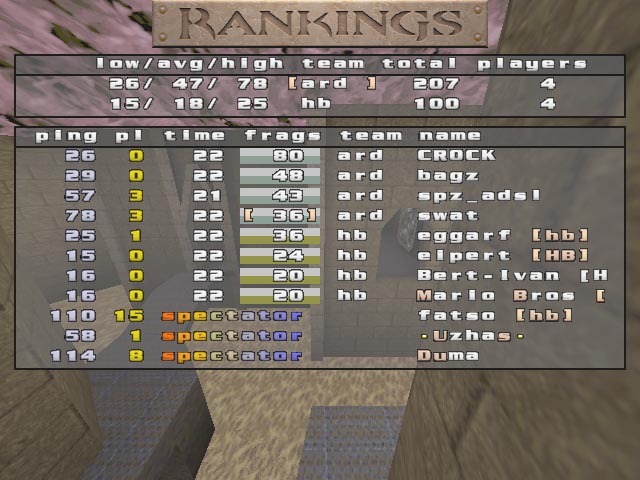 RANKINGS
low/avg/high team total players
26/ 47/ 78 [ard ] 207 4
15/ 18/ 25 hb 100 4
ping pl time frags team name
26 0 22 80 ard CROCK
29 0 22 48 ard bagz
57 3 21 43 ard spz_adsl
78 3 22 [ 36] ard swat
25 1 22 36 hb eggarf [hb]
15 0 22 24 hb eipert [HB]
16 0 22 20 hb Bert-Ivan [H
16 0 22 20 hb Mario Bros [
110 15 spectator fatso [hb]
58 1 spectator ·Uzhas·
114 8 spectator Duma